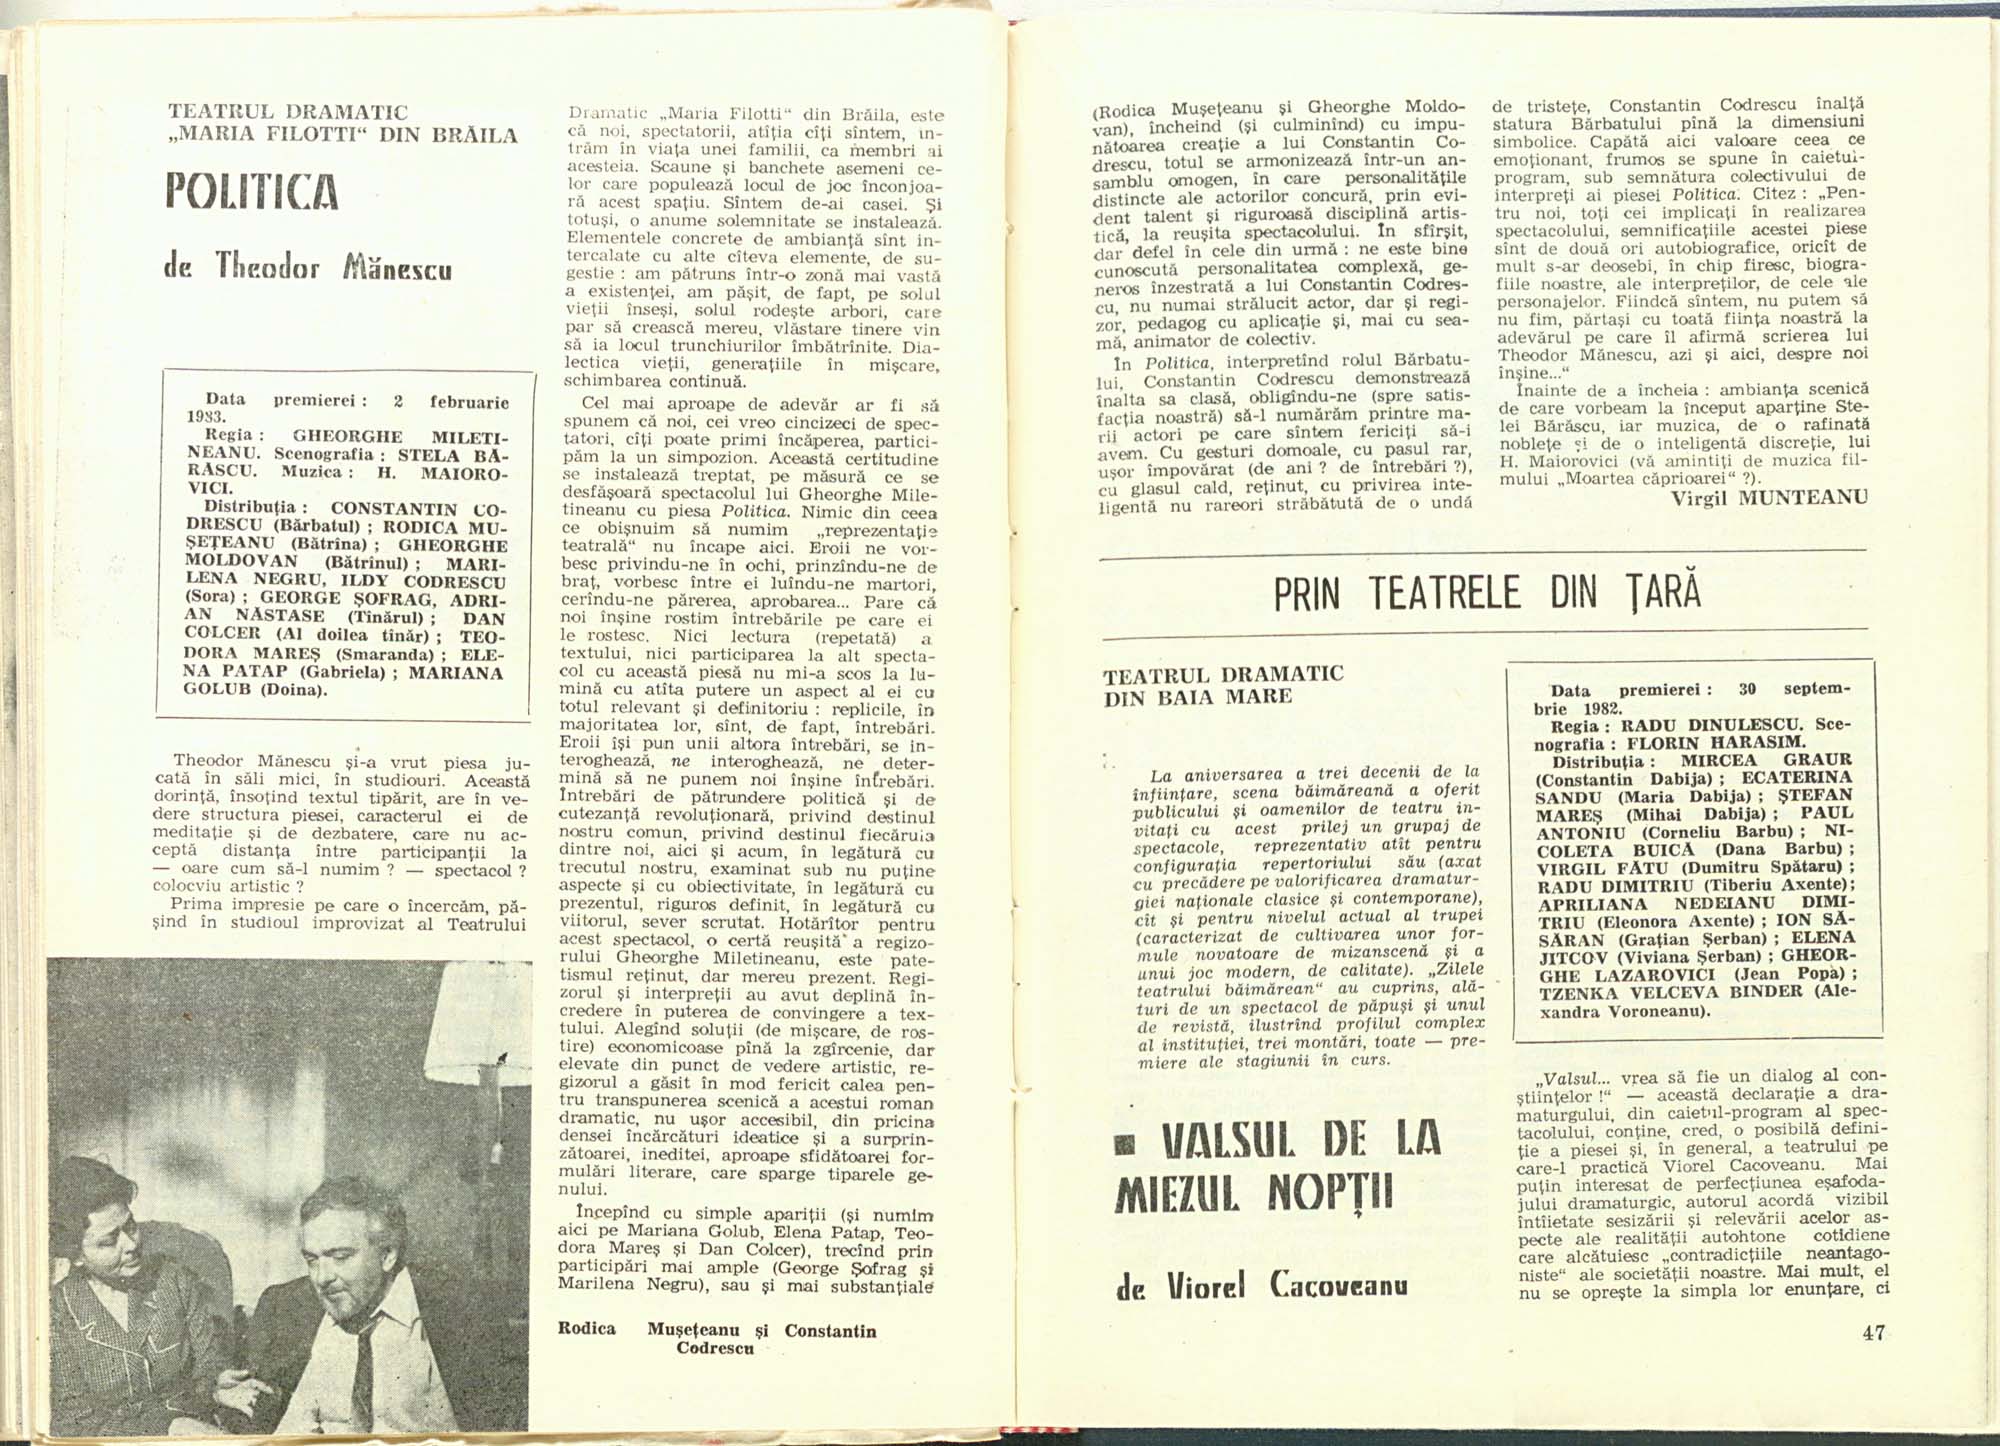 TEATRUL DRAMATIC
„MARIA FILOTTI“ DIN BRĂILA
POLITICA
de Theodor Mănescu
Data premierei : 2 februarie
1983.
Regia : GHEORGHE MILETI-
NEANU. Scenografia : STELA BĂ-
RĂSCU. Muzica : H. MAIORO-
VICI.
Distribuția : CONSTANTIN CO-
DRESCU (Bărbatul) ; RODICA MU-
ȘEȚEANU (Bătrîna) ; GHEORGHE
MOLDOVAN (Bătrînul) ; MARI-
LENA NEGRU, ILDY CODRESCU
(Sora) ; GEORGE ȘOFRAG, ADRI-
AN NĂSTASE (Tînărul) ; DAN
COLCER (Al doilea tînăr) ; TEO-
DORA MAREȘ (Smaranda) ; ELE-
NA PATAP (Gabriela) ; MARIANA
GOLUB (Doina).
Theodor Mănescu și-a vrut piesa ju-
cată în săli mici, în studiouri. Această
dorință, însoțind textul tipărit, are în ve-
dere structura piesei, caracterul ei de
meditație și de dezbatere, care nu ac-
ceptă distanța între participanții la
— oare cum să-l numim ? — spectacol ?
colocviu artistic ?
Prima impresie pe care o încercăm, pă-
șind în studioul improvizat al Teatrului
Dramatic „Maria Filotti“ din Brăila, este
că noi, spectatorii, atîția cîți sîntem, in-
trăm în viața unei familii, ca membri ai
acesteia. Scaune și banchete asemeni ce-
lor care populează locul de joc înconjoa-
ră acest spațiu. Sîntem de-ai casei. Și
totuși, o anume solemnitate se instalează.
Elementele concrete de ambianță sînt in-
tercalate cu alte cîteva elemente, de su-
gestie : am pătruns într-o zonă mai vastă
a existenței, am pășit, de fapt, pe solul
vieții înseși, solul rodește arbori, care
par să crească mereu, vlăstare tinere vin
să ia locul trunchiurilor îmbătrînite. Dia-
lectica vieții, generațiile în mișcare,
schimbarea continuă.
Cel mai aproape de adevăr ar fi să
spunem că noi, cei vreo cincizeci de spec-
tatori, cîți poate primi încăperea, partici-
păm la un simpozion. Această certitudine
se instalează treptat, pe măsură ce se
desfășoară spectacolul lui Gheorghe Mile-
tineanu cu piesa Politica. Nimic din ceea
ce obișnuim să numim „reprezentație
teatrală“ nu încape aici. Eroii ne vor-
besc privindu-ne în ochi, prinzîndu-ne de
braț, vorbesc între ei luîndu-ne martori,
cerîndu-ne părerea, aprobarea... Pare că
noi înșine rostim întrebările pe care ei
le rostesc. Nici lectura (repetată) a
textului, nici participarea la alt specta-
col cu această piesă nu mi-a scos la lu-
mină cu atîta putere un aspect al ei cu
totul relevant și definitoriu : replicile, în
majoritatea lor, sînt, de fapt, întrebări.
Eroii își pun unii altora întrebări, se in-
teroghează, ne interoghează, ne deter-
mină să ne punem noi înșine întrebări.
Întrebări de pătrundere politică și de
cutezanță revoluționară, privind destinul
nostru comun, privind destinul fiecăruia
dintre noi, aici și acum, în legătură cu
trecutul nostru, examinat sub nu puține
aspecte și cu obiectivitate, în legătură cu
prezentul, riguros definit, în legătură cu
viitorul, sever scrutat. Hotărîtor pentru
acest spectacol, o certă reușită a regizo-
rului Gheorghe Miletineanu, este pate-
tismul reținut, dar mereu prezent. Regi-
zorul și interpreții au avut deplină în-
credere în puterea de convingere a tex-
tului. Alegînd soluții (de mișcare, de ros-
tire) economicoase pînă la zgîrcenie, dar
elevate din punct de vedere artistic, re-
gizorul a găsit în mod fericit calea pen-
tru transpunerea scenică a acestui roman
dramatic, nu ușor accesibil, din pricina
densei încărcături ideatice și a surprin-
zătoarei, ineditei, aproape sfidătoarei for-
mulări literare, care sparge tiparele ge-
nului.
Începînd cu simple apariții (și numim
aici pe Mariana Golub, Elena Patap, Teo-
dora Mareș și Dan Colcer), trecînd prin
participări mai ample (George Șofrag și
Marilena Negru), sau și mai substanțiale
Rodica Mușețeanu și Constantin
Codrescu
(Rodica Mușețeanu și Gheorghe Moldo-
van), încheind (și culminînd) cu impu-
nătoarea creație a lui Constantin Co-
drescu, totul se armonizează într-un an-
samblu omogen, în care personalitățile
distincte ale actorilor concură, prin evi-
dent talent și riguroasă disciplină artis-
tică, la reușita spectacolului. În sfîrșit,
dar defel în cele din urmă : ne este bine
cunoscută personalitatea complexă, ge-
neros înzestrată a lui Constantin Codres-
cu, nu numai strălucit actor, dar și regi-
zor, pedagog cu aplicație și, mai cu sea-
mă, animator de colectiv.
În Politica, interpretînd rolul Bărbatu-
lui, Constantin Codrescu demonstrează
înalta sa clasă, obligîndu-ne (spre satis-
facția noastră) să-l numărăm printre ma-
rii actori pe care sîntem fericiți să-i
avem. Cu gesturi domoale, cu pasul rar,
ușor împovărat (de ani ? de întrebări ?),
cu glasul cald, reținut, cu privirea inte-
ligentă nu rareori străbătută de o undă
de tristețe, Constantin Codrescu înalță
statura Bărbatului pînă la dimensiuni
simbolice. Capătă aici valoare ceea ce
emoționant, frumos se spune în caietul-
program, sub semnătura colectivului de
interpreți ai piesei Politica. Citez : „Pen-
tru noi, toți cei implicați în realizarea
spectacolului, semnificațiile acestei piese
sînt de două ori autobiografice, oricît de
mult s-ar deosebi, în chip firesc, biogra-
fiile noastre, ale interpreților, de cele ale
personajelor. Fiindcă sîntem, nu putem să
nu fim, părtași cu toată ființa noastră la
adevărul pe care îl afirmă scrierea lui
Theodor Mănescu, azi și aici, despre noi
înșine...“
Înainte de a încheia : ambianța scenică
de care vorbeam la început aparține Ste-
lei Bărăscu, iar muzica, de o rafinată
noblețe și de o inteligentă discreție, lui
H. Maiorovici (vă amintiți de muzica fil-
mului „Moartea căprioarei“ ?).
Virgil MUNTEANU
PRIN TEATRELE DIN ȚARĂ
TEATRUL DRAMATIC
DIN BAIA MARE
La aniversarea a trei decenii de la
înființare, scena băimăreană a oferit
publicului și oamenilor de teatru in-
vitați cu acest prilej un grupaj de
spectacole, reprezentativ atît pentru
configurația repertoriului său (axat
cu precădere pe valorificarea dramatur-
giei naționale clasice și contemporane),
cît și pentru nivelul actual al trupei
(caracterizat de cultivarea unor for-
mule novatoare de mizanscenă și a
unui joc modern, de calitate). „Zilele
teatrului băimărean“ au cuprins, ală-
turi de un spectacol de păpuși și unul
de revistă, ilustrînd profilul complex
al instituției, trei montări, toate — pre-
miere ale stagiunii în curs.
■ VALSUL DE LA
MIEZUL NOPȚII
de Viorel Cacoveanu
Data premierei : 30 septem-
brie 1982.
Regia : RADU DINULESCU. Sce-
nografia : FLORIN HARASIM.
Distribuția : MIRCEA GRAUR
(Constantin Dabija) ; ECATERINA
SANDU (Maria Dabija) ; ȘTEFAN
MAREȘ (Mihai Dabija) ; PAUL
ANTONIU (Corneliu Barbu) ; NI-
COLETA BUICĂ (Dana Barbu) ;
VIRGIL FĂTU (Dumitru Spătaru) ;
RADU DIMITRIU (Tiberiu Axente);
APRILIANA NEDEIANU DIMI-
TRIU (Eleonora Axente) ; ION SĂ-
SĂRAN (Grațian Șerban) ; ELENA
JITCOV (Viviana Șerban) ; GHEOR-
GHE LAZAROVICI (Jean Popa) ;
TZENKA VELCEVA BINDER (Ale-
xandra Voroneanu).
„Valsul... vrea să fie un dialog al con-
științelor !“ — această declarație a dra-
maturgului, din caietul-program al spec-
tacolului, conține, cred, o posibilă defini-
ție a piesei și, în general, a teatrului pe
care-l practică Viorel Cacoveanu. Mai
puțin interesat de perfecțiunea eșafoda-
jului dramaturgic, autorul acordă vizibil
întîietate sesizării și relevării acelor as-
pecte ale realității autohtone cotidiene
care alcătuiesc „contradicțiile neantago-
niste“ ale societății noastre. Mai mult, el
nu se oprește la simpla lor enunțare, ci
47